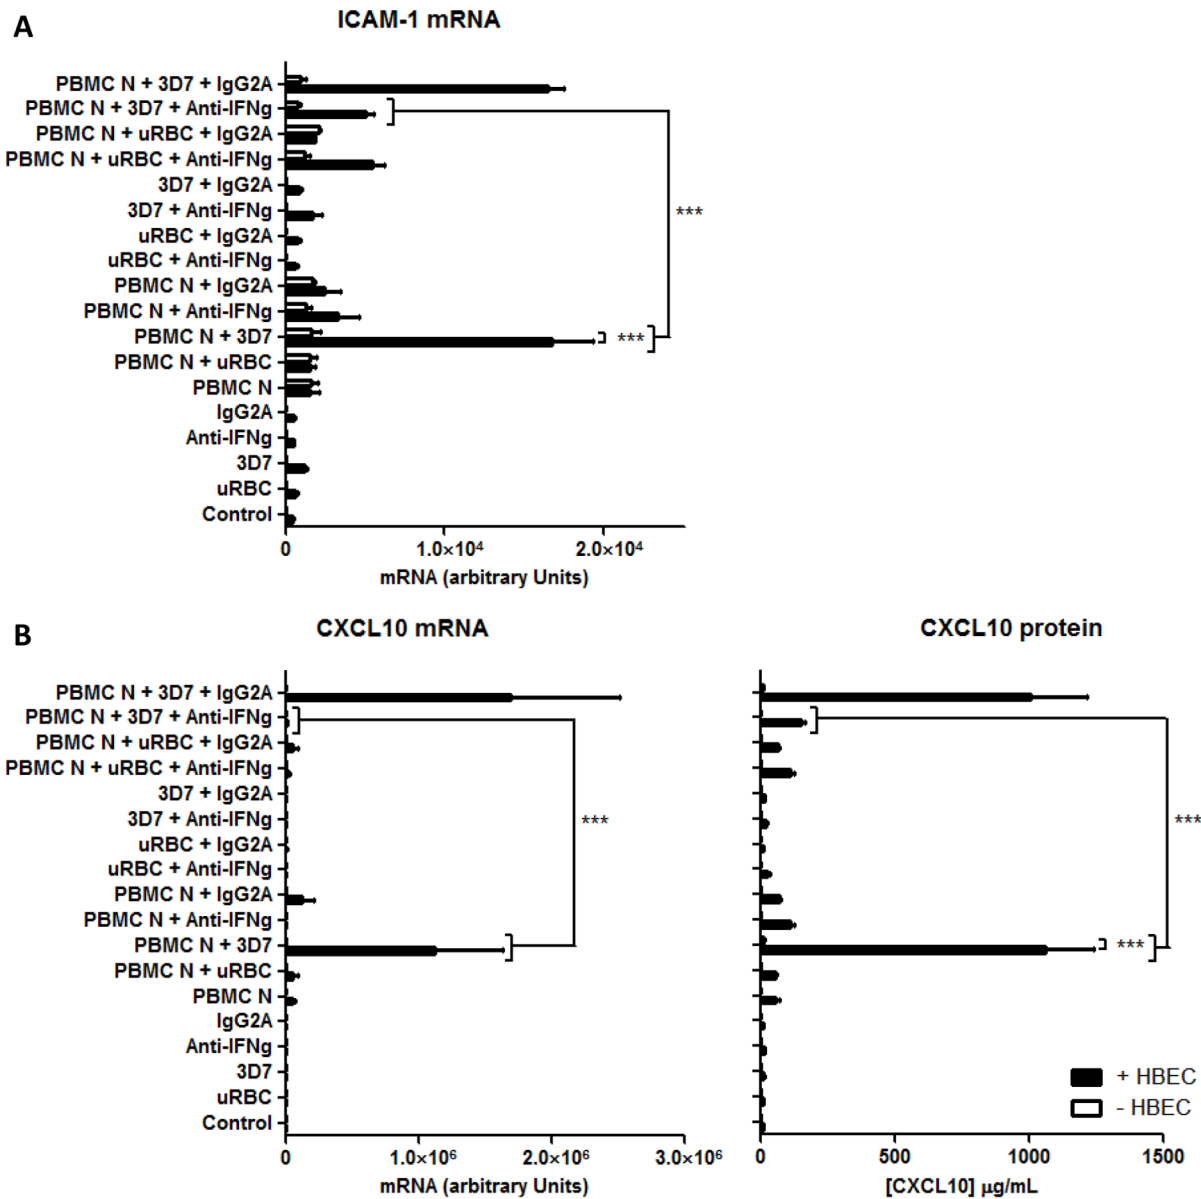 A
ICAM-1 mRNA
PBMC N + 3D7 + IgG2A
PBMC N + 3D7 + Anti-IFNg
PBMC N + uRBC + IgG2A
PBMC N + uRBC + Anti-IFNg
3D7 + IgG2A
3D7 + Anti-IFNg
***
uRBC + IgG2A
uRBC + Anti-IFNg
PBMC N + IgG2A
PBMC N + Anti-IFNg
PBMC N + 3D7
***
PBMC N + uRBC
PBMC N
IgG2A
Anti-IFNg
3D7
uRBC
Control
0 1.0×10⁴ 2.0×10⁴
mRNA (arbitrary Units)
B
CXCL10 mRNA
PBMC N + 3D7 + IgG2A
PBMC N + 3D7 + Anti-IFNg
PBMC N + uRBC + IgG2A
PBMC N + uRBC + Anti-IFNg
3D7 + IgG2A
3D7 + Anti-IFNg
***
uRBC + IgG2A
uRBC + Anti-IFNg
PBMC N + IgG2A
PBMC N + Anti-IFNg
PBMC N + 3D7
PBMC N + uRBC
PBMC N
IgG2A
Anti-IFNg
3D7
uRBC
Control
0 1.0×10⁶ 2.0×10⁶ 3.0×10⁶
mRNA (arbitrary Units)
CXCL10 protein
***
***
+ HBEC
- HBEC
0 500 1000 1500
[CXCL10] µg/mL